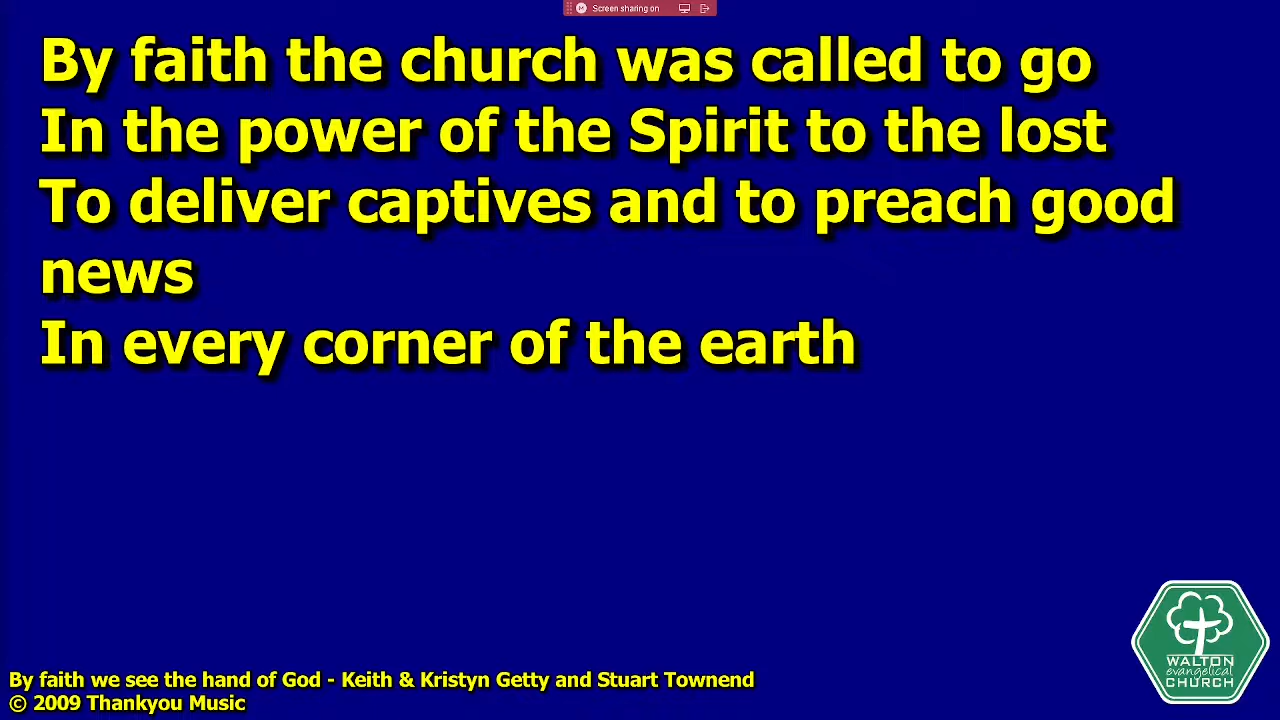 Screen sharing on
By faith the church was called to go
In the power of the Spirit to the lost
To deliver captives and to preach good
news
In every corner of the earth
WALTON
evangelical
CHURCH
By faith we see the hand of God - Keith & Kristyn Getty and Stuart Townend
© 2009 Thankyou Music